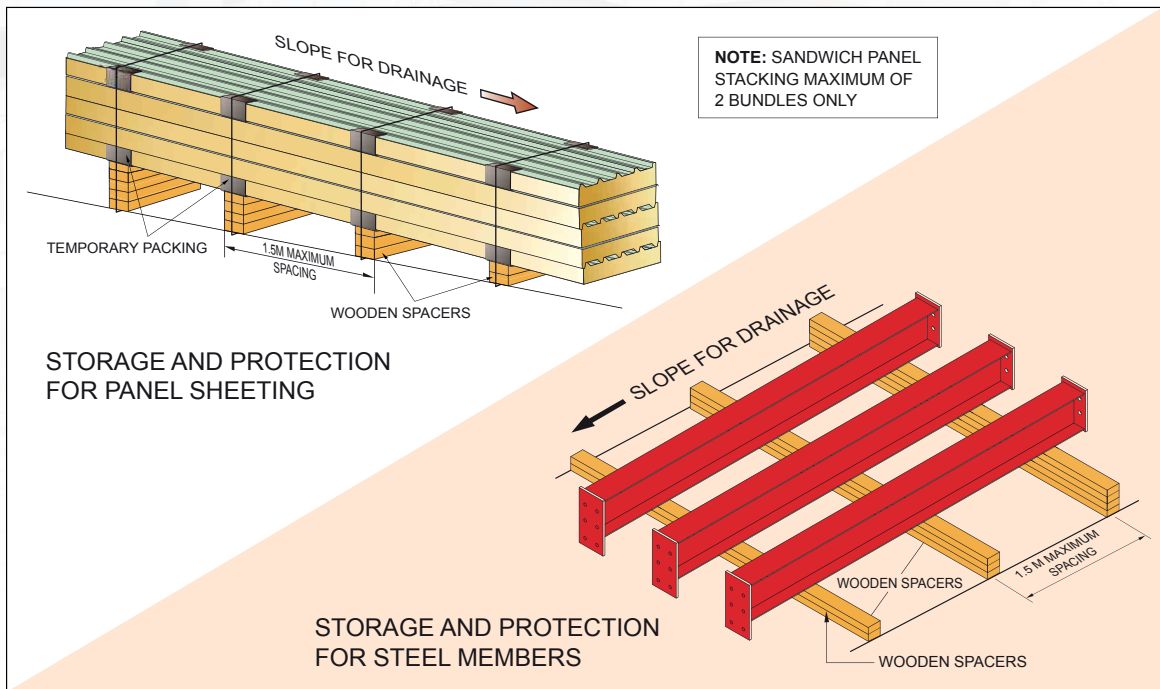 SLOPE FOR DRAINAGE
NOTE: SANDWICH PANEL
STACKING MAXIMUM OF
2 BUNDLES ONLY
TEMPORARY PACKING
1.5M MAXIMUM
SPACING
WOODEN SPACERS
STORAGE AND PROTECTION
FOR PANEL SHEETING
SLOPE FOR DRAINAGE
WOODEN SPACERS
1.5 M MAXIMUM
SPACING
STORAGE AND PROTECTION
FOR STEEL MEMBERS
WOODEN SPACERS